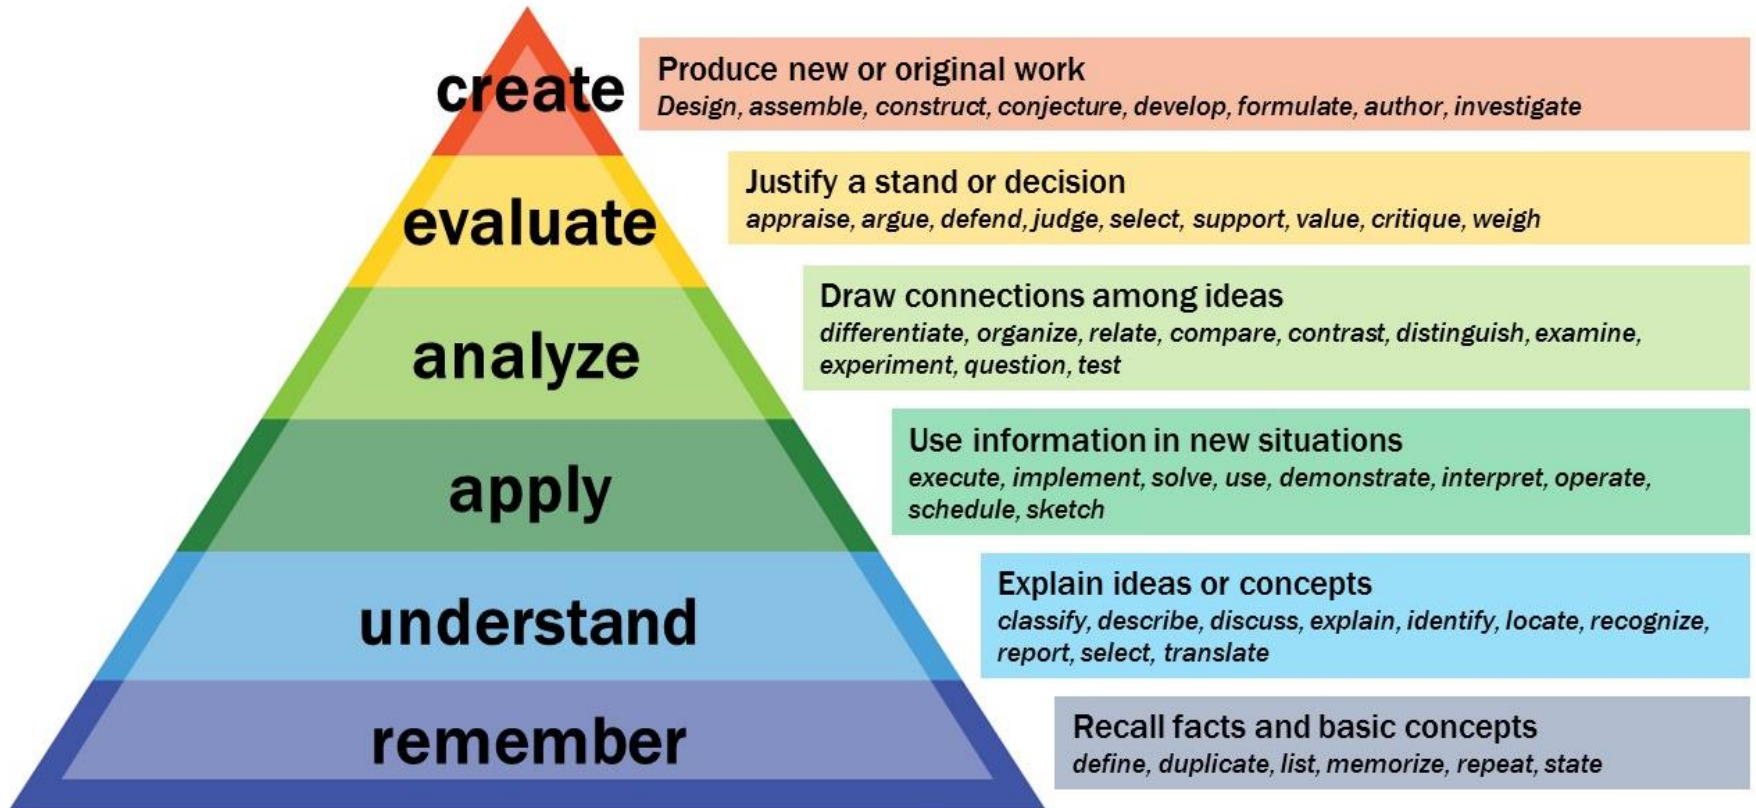 create
Produce new or original work
Design, assemble, construct, conjecture, develop, formulate, author, investigate
evaluate
Justify a stand or decision
appraise, argue, defend, judge, select, support, value, critique, weigh
analyze
Draw connections among ideas
differentiate, organize, relate, compare, contrast, distinguish, examine,
experiment, question, test
apply
Use information in new situations
execute, implement, solve, use, demonstrate, interpret, operate,
schedule, sketch
understand
Explain ideas or concepts
classify, describe, discuss, explain, identify, locate, recognize,
report, select, translate
remember
Recall facts and basic concepts
define, duplicate, list, memorize, repeat, state